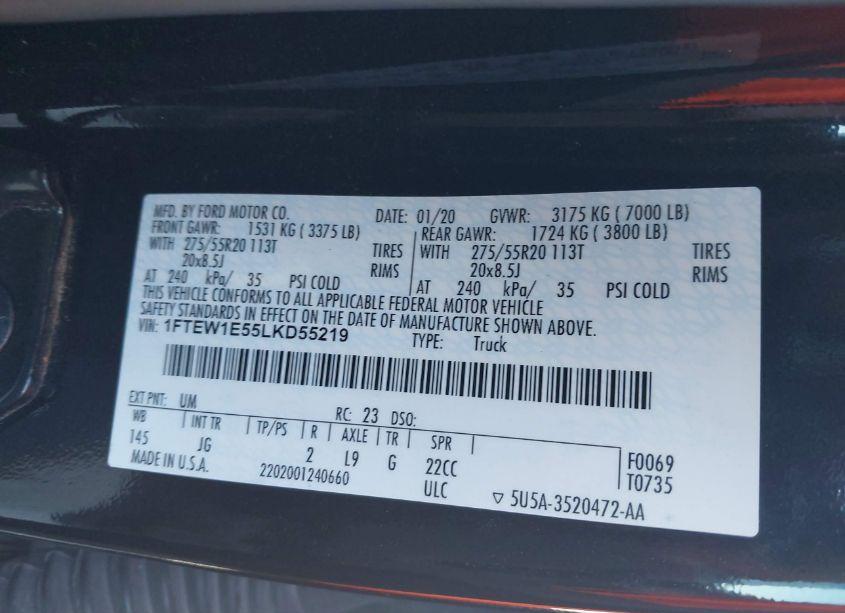 MFD. BY FORD MOTOR CO. DATE: 01/20 GVWR: 3175 KG ( 7000 LB)
FRONT GAWR: 1531 KG ( 3375 LB) REAR GAWR: 1724 KG ( 3800 LB)
WITH 275/55R20 113T TIRES WITH 275/55R20 113T TIRES
20x8.5J RIMS 20x8.5J RIMS
AT 240 kPa/ 35 PSI COLD AT 240 kPa/ 35 PSI COLD
THIS VEHICLE CONFORMS TO ALL APPLICABLE FEDERAL MOTOR VEHICLE
SAFETY STANDARDS IN EFFECT ON THE DATE OF MANUFACTURE SHOWN ABOVE.
VIN: 1FTEW1E55LKD55219 TYPE: Truck
EXT PNT: UM RC: 23 DSO:
WB INT TR TP/PS R AXLE TR SPR
145 JG 2 L9 G 22CC F0069
MADE IN U.S.A. 2202001240660 ULC T0735
▽ 5U5A-3520472-AA